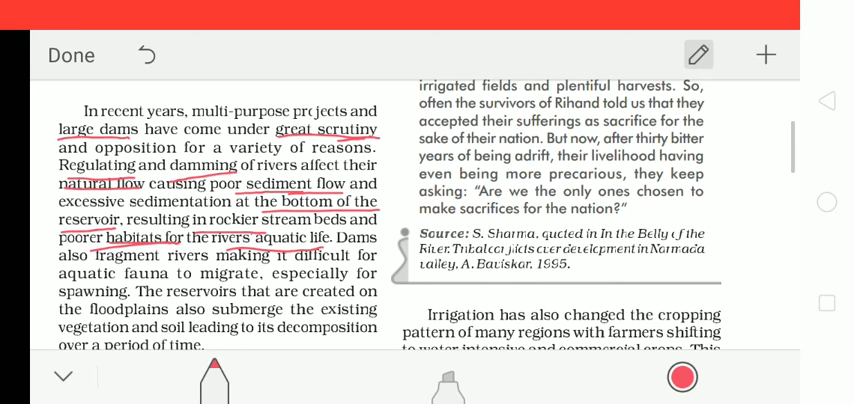 Done
In recent years, multi-purpose projects and
large dams have come under great scrutiny
and opposition for a variety of reasons.
Regulating and damming of rivers affect their
natural flow causing poor sediment flow and
excessive sedimentation at the bottom of the
reservoir, resulting in rockier stream beds and
poorer habitats for the rivers' aquatic life. Dams
also fragment rivers making it difficult for
aquatic fauna to migrate, especially for
spawning. The reservoirs that are created on
the floodplains also submerge the existing
vegetation and soil leading to its decomposition
over a period of time.
irrigated fields and plentiful harvests. So,
often the survivors of Rihand told us that they
accepted their sufferings as sacrifice for the
sake of their nation. But now, after thirty bitter
years of being adrift, their livelihood having
even being more precarious, they keep
asking: “Are we the only ones chosen to
make sacrifices for the nation?”
Source: S. Sharma, quoted in In the Belly of the
River. Tribal conflicts over development in Narmada
valley, A. Baviskar, 1995.
Irrigation has also changed the cropping
pattern of many regions with farmers shifting
to water intensive and commercial crops. This